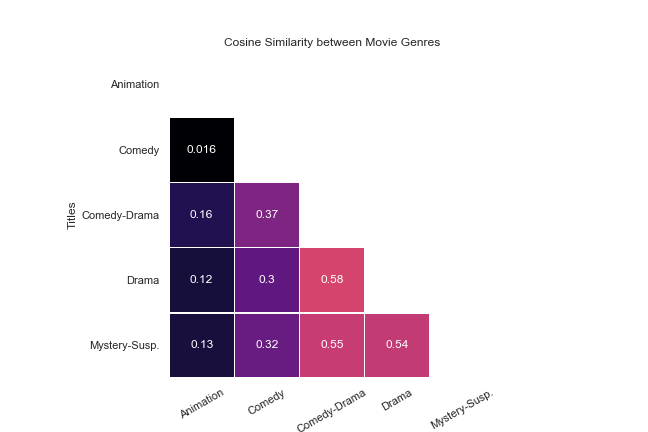 Cosine Similarity between Movie Genres
Titles
Animation
Comedy
0.016
Comedy-Drama
0.16 0.37
Drama
0.12 0.3 0.58
Mystery-Susp.
0.13 0.32 0.55 0.54
Animation Comedy Comedy-Drama Drama Mystery-Susp.